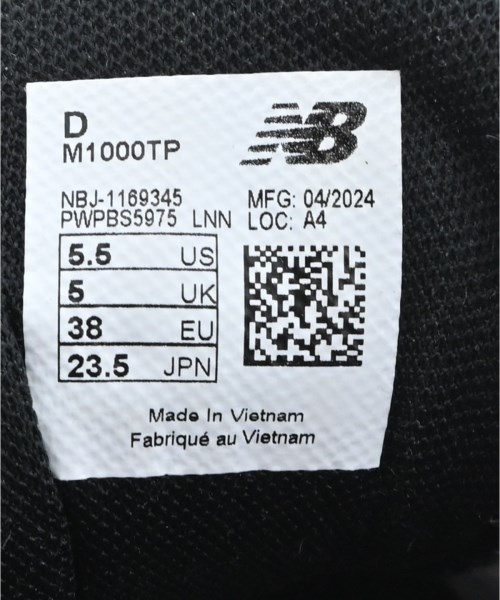 D
M1000TP
NB
NBJ-1169345
PWPBS5975 LNN
MFG: 04/2024
LOC: A4
5.5 US
5 UK
38 EU
23.5 JPN
Made In Vietnam
Fabriqué au Vietnam